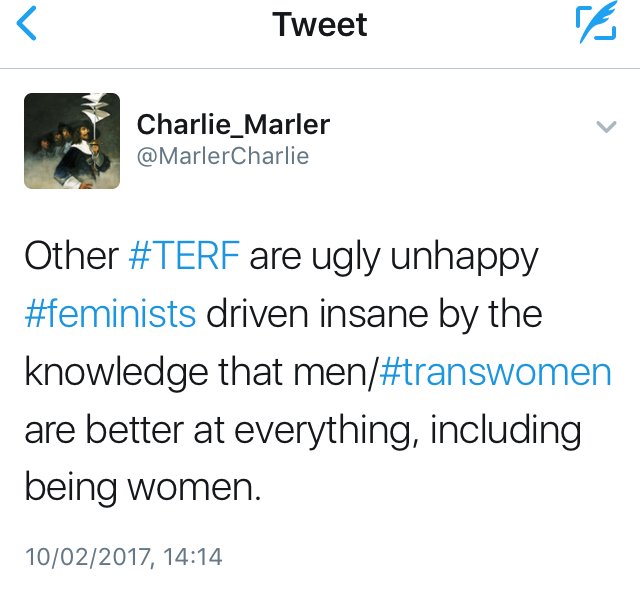 Tweet
Charlie_Marler
@MarlerCharlie
Other #TERF are ugly unhappy
#feminists driven insane by the
knowledge that men/#transwomen
are better at everything, including
being women.
10/02/2017, 14:14